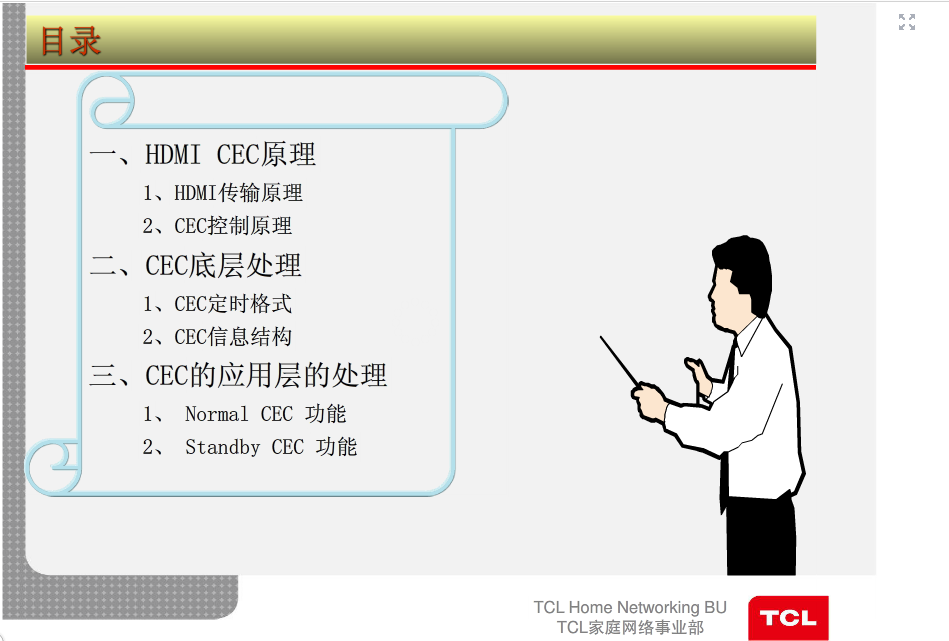 目录
一、HDMI CEC原理
1、HDMI传输原理
2、CEC控制原理
二、CEC底层处理
1、CEC定时格式
2、CEC信息结构
三、CEC的应用层的处理
1、 Normal CEC 功能
2、 Standby CEC 功能
TCL Home Networking BU
TCL家庭网络事业部
TCL